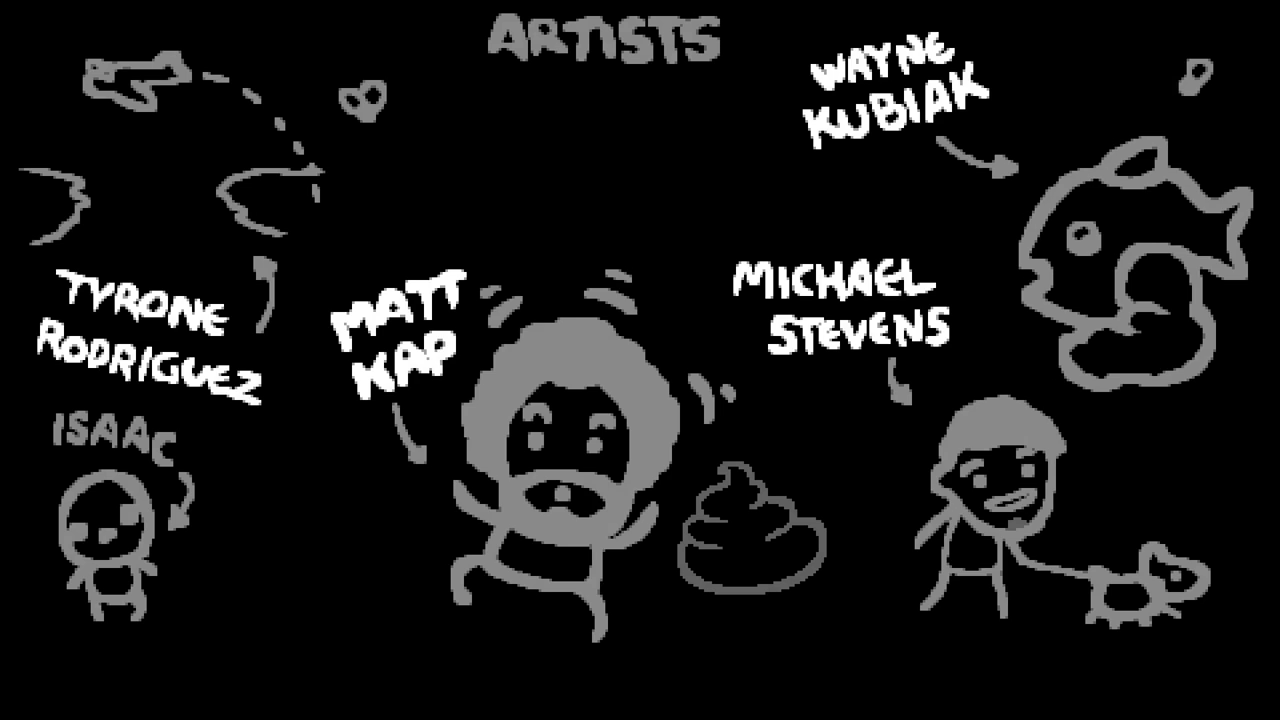 ARTISTS
WAYNE
KUBIAK
TYRONE
RODRIGUEZ
MATT
KAP
MICHAEL
STEVENS
ISAAC